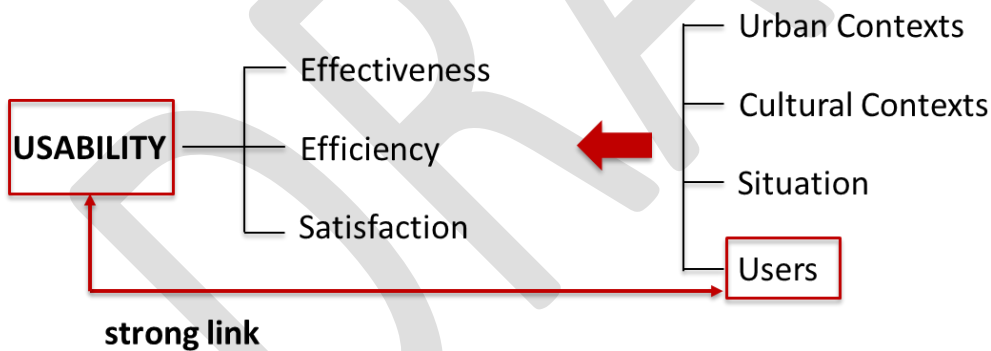 USABILITY
Effectiveness
Efficiency
Satisfaction
Urban Contexts
Cultural Contexts
Situation
Users
strong link